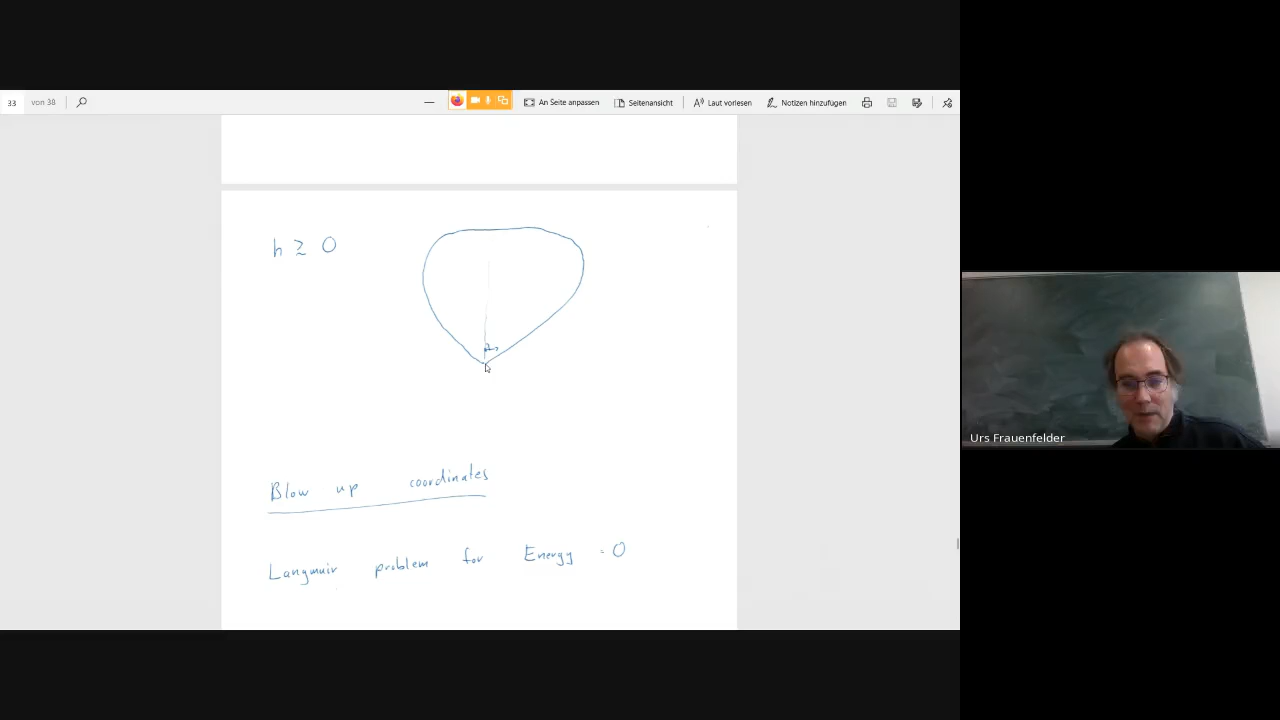 33 von 38 An Seite anpassen Seitenansicht Laut vorlesen Notizen hinzufügen
h ≳ 0
Blow up coordinates
Langmuir problem for Energy = 0
Urs Frauenfelder